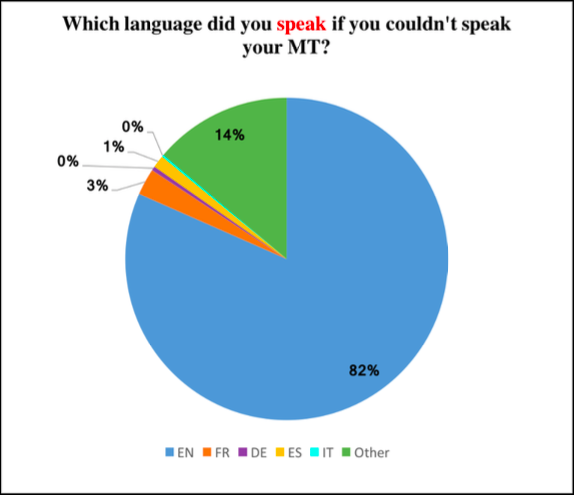 Which language did you speak if you couldn't speak
your MT?
0%
14%
1%
0%
3%
82%
EN FR DE ES IT Other